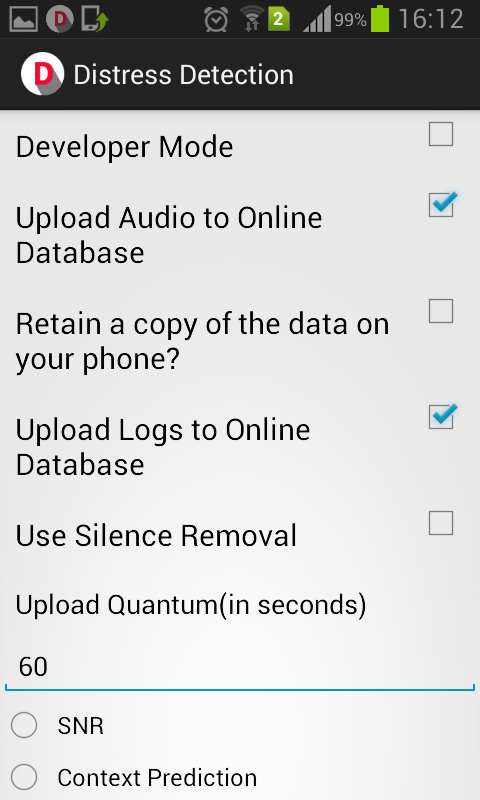 D 2 99% 16:12
D Distress Detection
Developer Mode
Upload Audio to Online
Database
Retain a copy of the data on
your phone?
Upload Logs to Online
Database
Use Silence Removal
Upload Quantum(in seconds)
60
SNR
Context Prediction